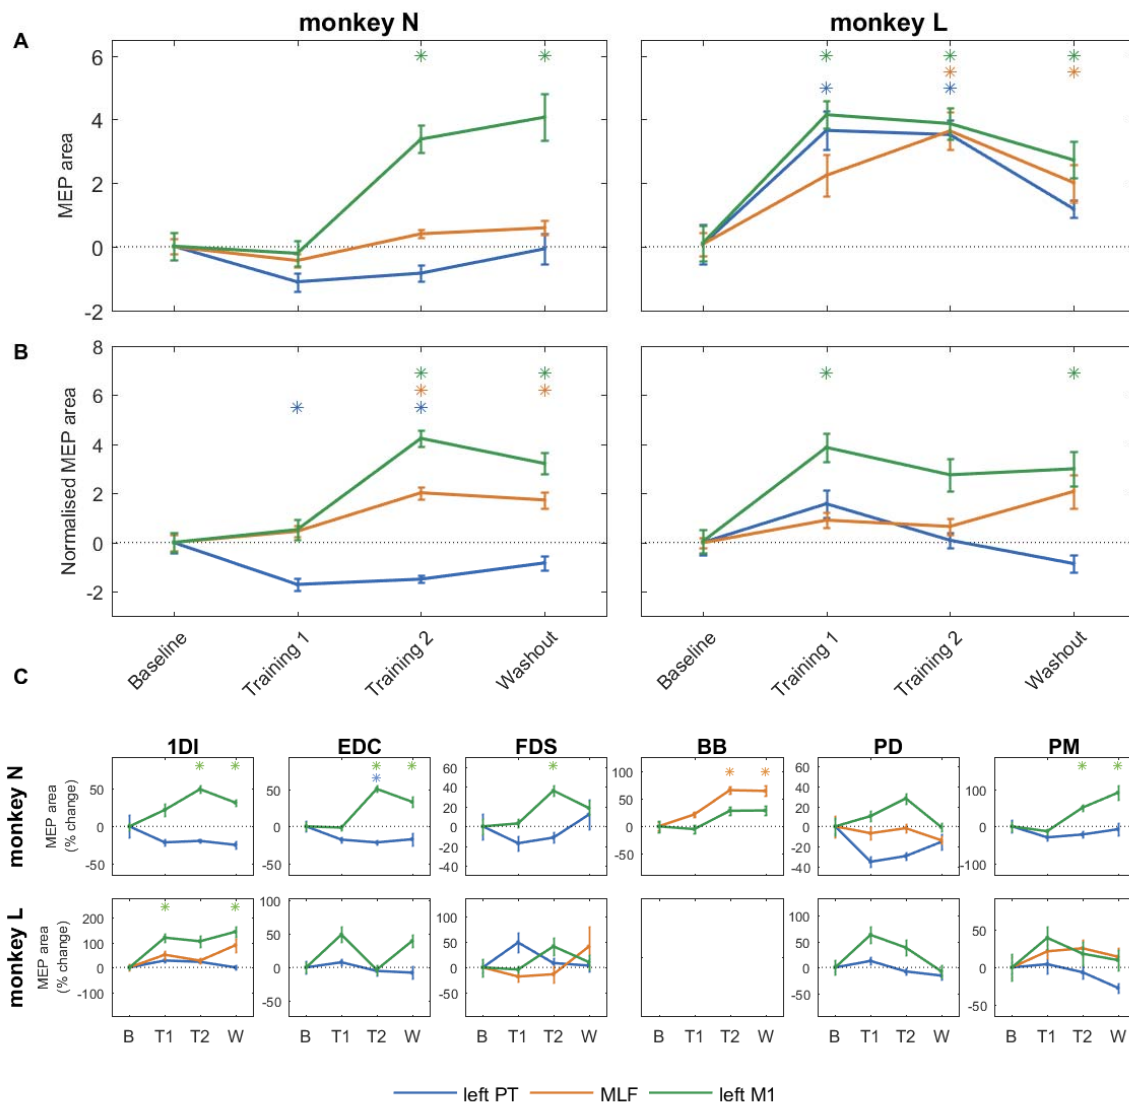 monkey N monkey L
A
MEP area
6
4
2
0
-2
B
Normalised MEP area
8
6
4
2
0
-2
Baseline Training 1 Training 2 Washout Baseline Training 1 Training 2 Washout
C
1DI EDC FDS BB PD PM
monkey N
MEP area
(% change)
50 0 -50
50 0 -50
60 40 20 0 -20 -40
100 50 0 -50
60 40 20 0 -20 -40
100 0 -100
monkey L
MEP area
(% change)
200 100 0 -100
100 50 0 -50
100 50 0 -50
100 50 0 -50
50 0 -50
B T1 T2 W B T1 T2 W B T1 T2 W B T1 T2 W B T1 T2 W B T1 T2 W
left PT MLF left M1